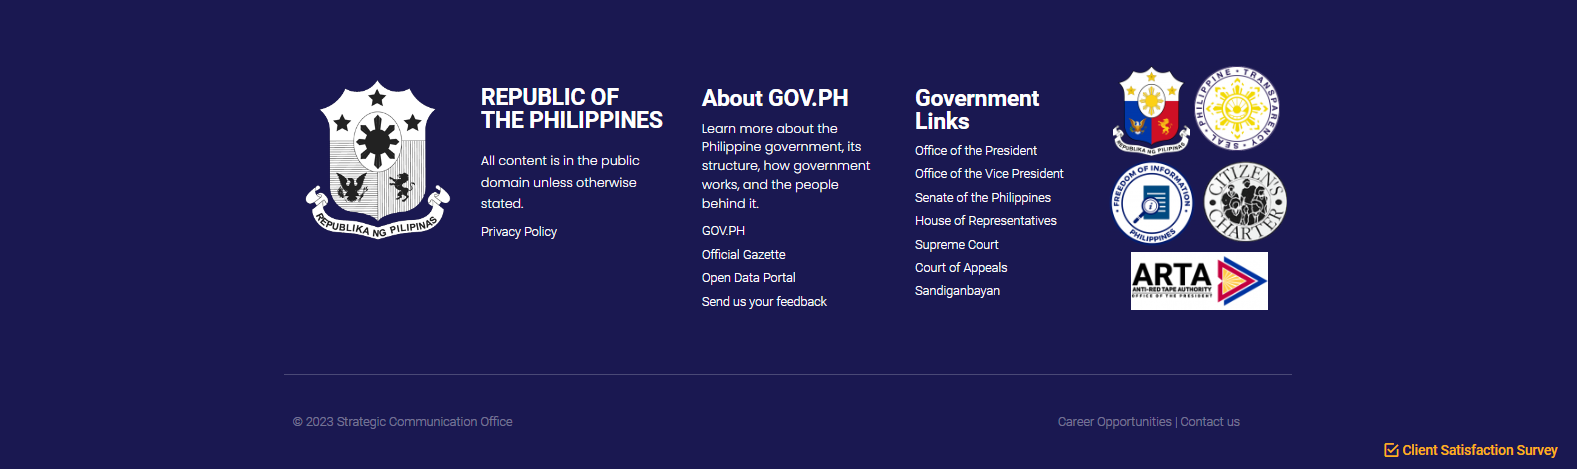 REPUBLIKA NG PILIPINAS
REPUBLIC OF
THE PHILIPPINES
All content is in the public
domain unless otherwise
stated.
Privacy Policy
About GOV.PH
Learn more about the
Philippine government, its
structure, how government
works, and the people
behind it.
GOV.PH
Official Gazette
Open Data Portal
Send us your feedback
Government
Links
Office of the President
Office of the Vice President
Senate of the Philippines
House of Representatives
Supreme Court
Court of Appeals
Sandiganbayan
REPUBLIKA NG PILIPINAS
PHILIPPINE TRANSPARENCY SEAL
FREEDOM OF INFORMATION
PHILIPPINES
CITIZEN'S
CHARTER
ARTA
ANTI-RED TAPE AUTHORITY
OFFICE OF THE PRESIDENT
© 2023 Strategic Communication Office
Career Opportunities | Contact us
Client Satisfaction Survey